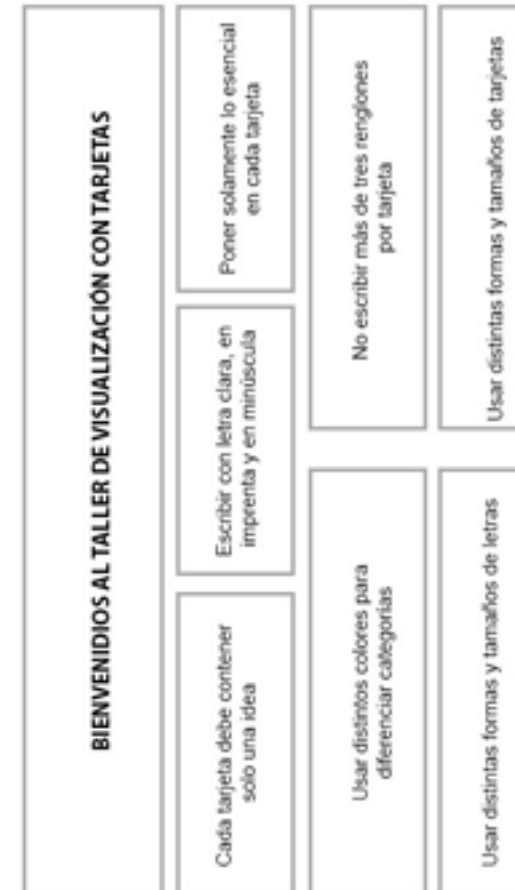 BIENVENIDIOS AL TALLER DE VISUALIZACIÓN CON TARJETAS
Cada tarjeta debe contener
solo una idea
Escribir con letra clara, en
imprenta y en minúscula
Poner solamente lo esencial
en cada tarjeta
Usar distintos colores para
diferenciar categorías
No escribir más de tres renglones
por tarjeta
Usar distintas formas y tamaños de letras
Usar distintas formas y tamaños de tarjetas